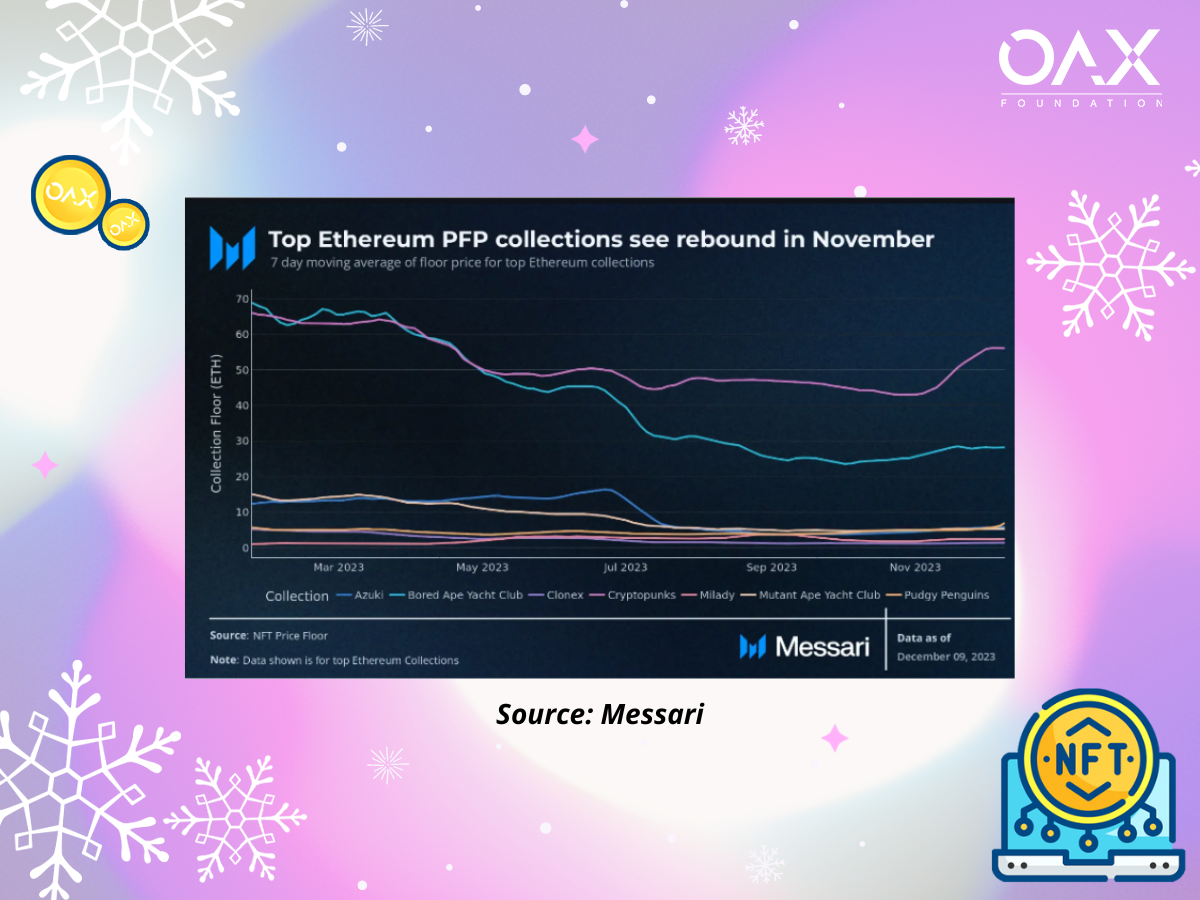 OAX
FOUNDATION
OAX
OAX
Top Ethereum PFP collections see rebound in November
7 day moving average of floor price for top Ethereum collections
Collection Floor (ETH)
70
60
50
40
30
20
10
0
Mar 2023 May 2023 Jul 2023 Sep 2023 Nov 2023
Collection Azuki Bored Ape Yacht Club Clonex Cryptopunks Milady Mutant Ape Yacht Club Pudgy Penguins
Source: NFT Price Floor
Note: Data shown is for top Ethereum Collections
Messari
Data as of
December 09, 2023
Source: Messari
NFT